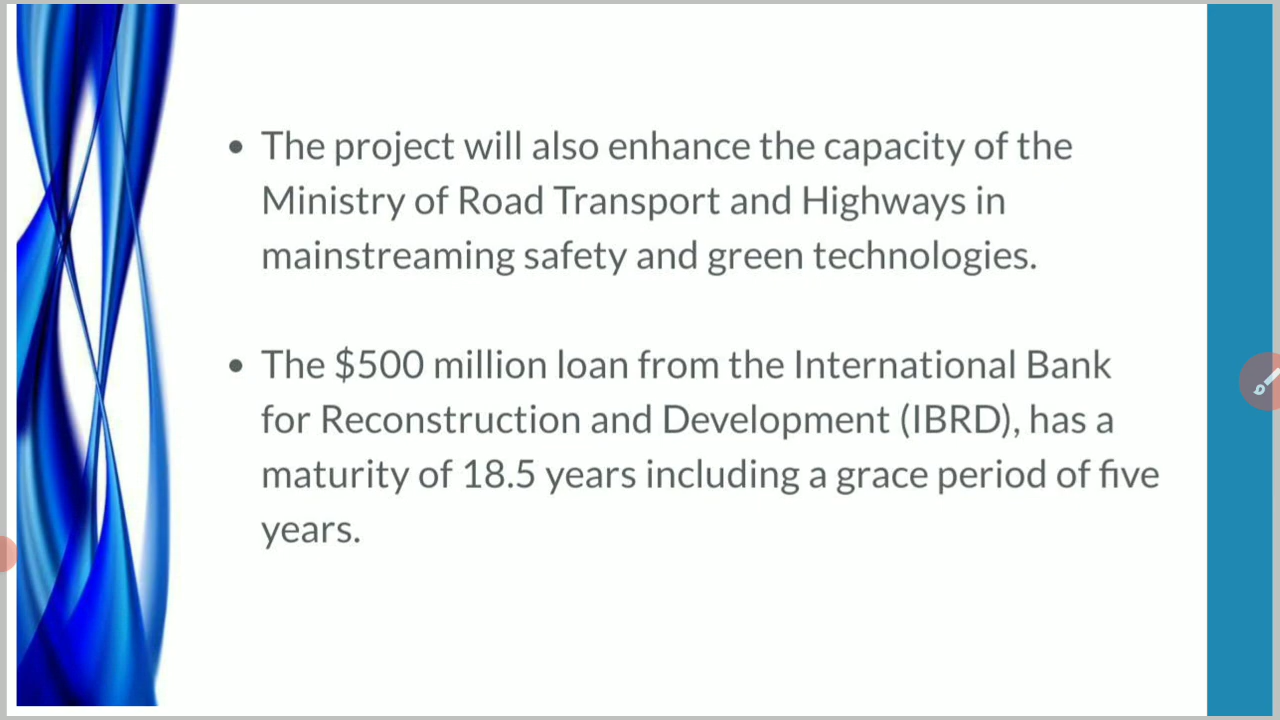 • The project will also enhance the capacity of the
Ministry of Road Transport and Highways in
mainstreaming safety and green technologies.
• The $500 million loan from the International Bank
for Reconstruction and Development (IBRD), has a
maturity of 18.5 years including a grace period of five
years.